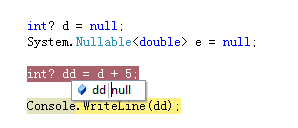 int? d = null;
System.Nullable<double> e = null;
int? dd = d + 5;
dd null
Console.WriteLine(dd);